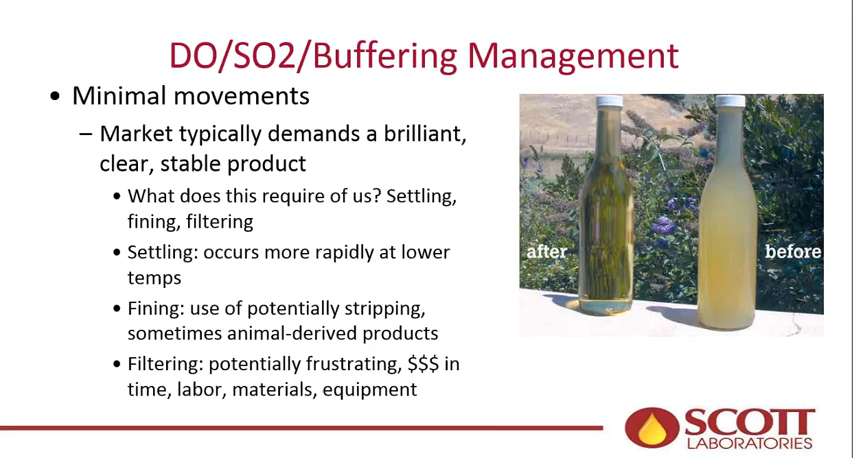 DO/SO2/Buffering Management
• Minimal movements
– Market typically demands a brilliant,
clear, stable product
• What does this require of us? Settling,
fining, filtering
• Settling: occurs more rapidly at lower
temps
• Fining: use of potentially stripping,
sometimes animal-derived products
• Filtering: potentially frustrating, $$$ in
time, labor, materials, equipment
after
before
SCOTT
LABORATORIES